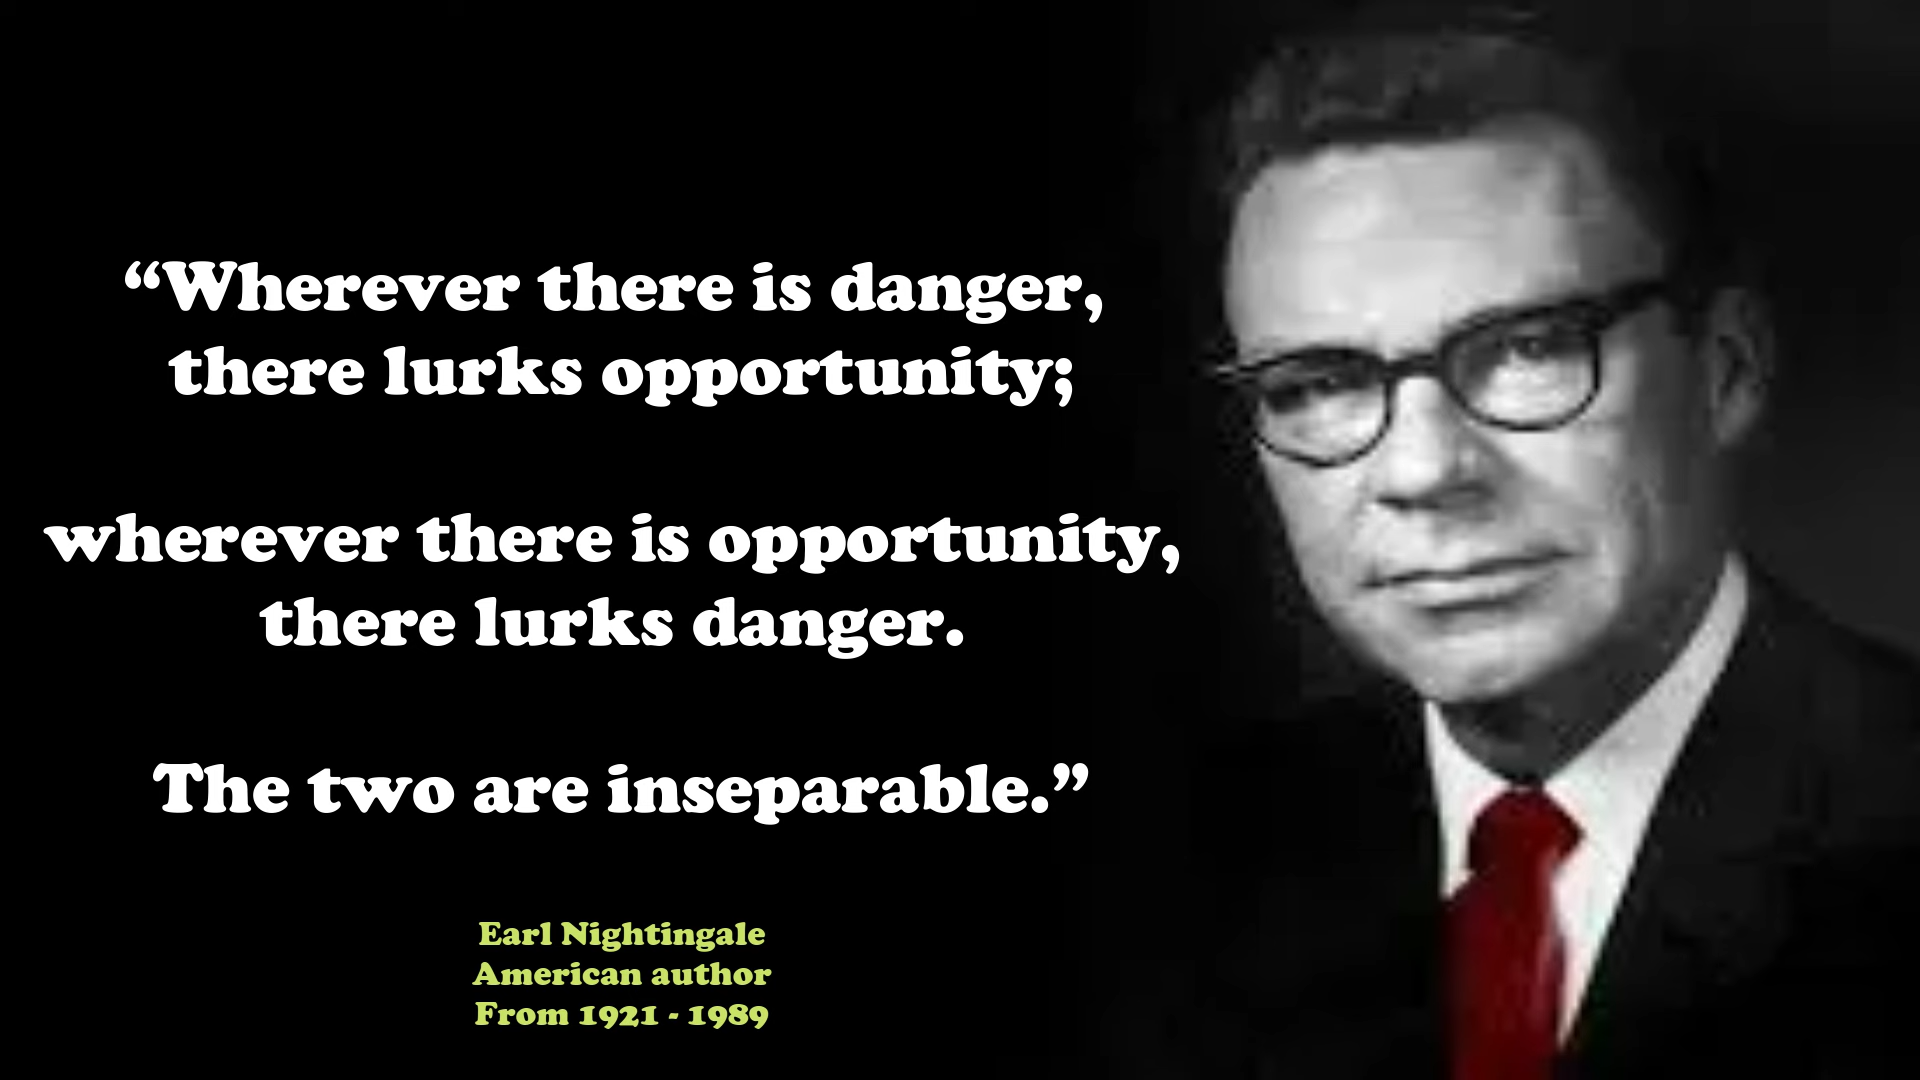 “Wherever there is danger,
there lurks opportunity;
wherever there is opportunity,
there lurks danger.
The two are inseparable.”
Earl Nightingale
American author
From 1921 - 1989